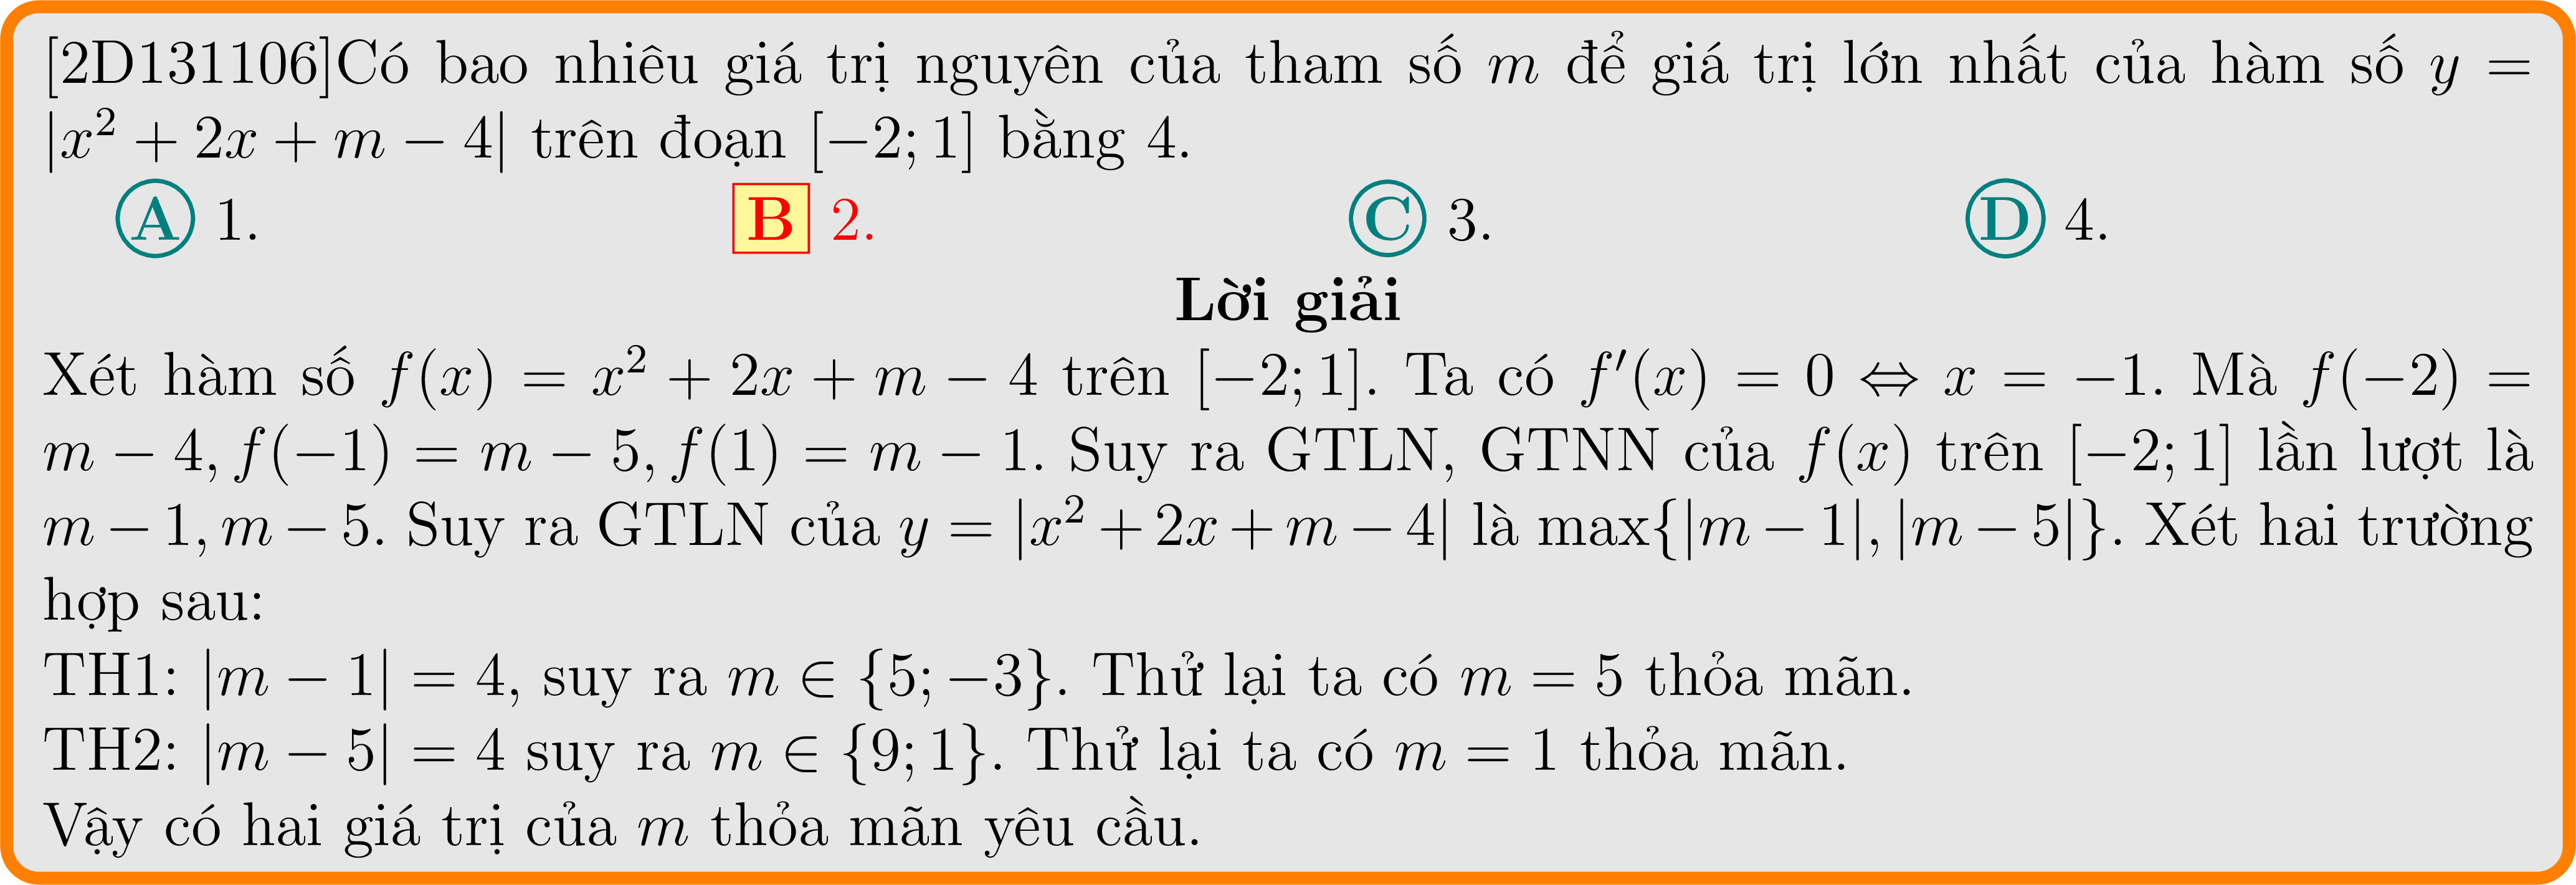 [2D131106]Có bao nhiêu giá trị nguyên của tham số m để giá trị lớn nhất của hàm số y =
|x² + 2x + m − 4| trên đoạn [−2; 1] bằng 4.
A 1. B 2. C 3. D 4.
Lời giải
Xét hàm số f(x) = x² + 2x + m − 4 trên [−2; 1]. Ta có f′(x) = 0 ⇔ x = −1. Mà f(−2) =
m − 4, f(−1) = m − 5, f(1) = m − 1. Suy ra GTLN, GTNN của f(x) trên [−2; 1] lần lượt là
m − 1, m − 5. Suy ra GTLN của y = |x² + 2x + m − 4| là max{|m − 1|, |m − 5|}. Xét hai trường
hợp sau:
TH1: |m − 1| = 4, suy ra m ∈ {5; −3}. Thử lại ta có m = 5 thỏa mãn.
TH2: |m − 5| = 4 suy ra m ∈ {9; 1}. Thử lại ta có m = 1 thỏa mãn.
Vậy có hai giá trị của m thỏa mãn yêu cầu.